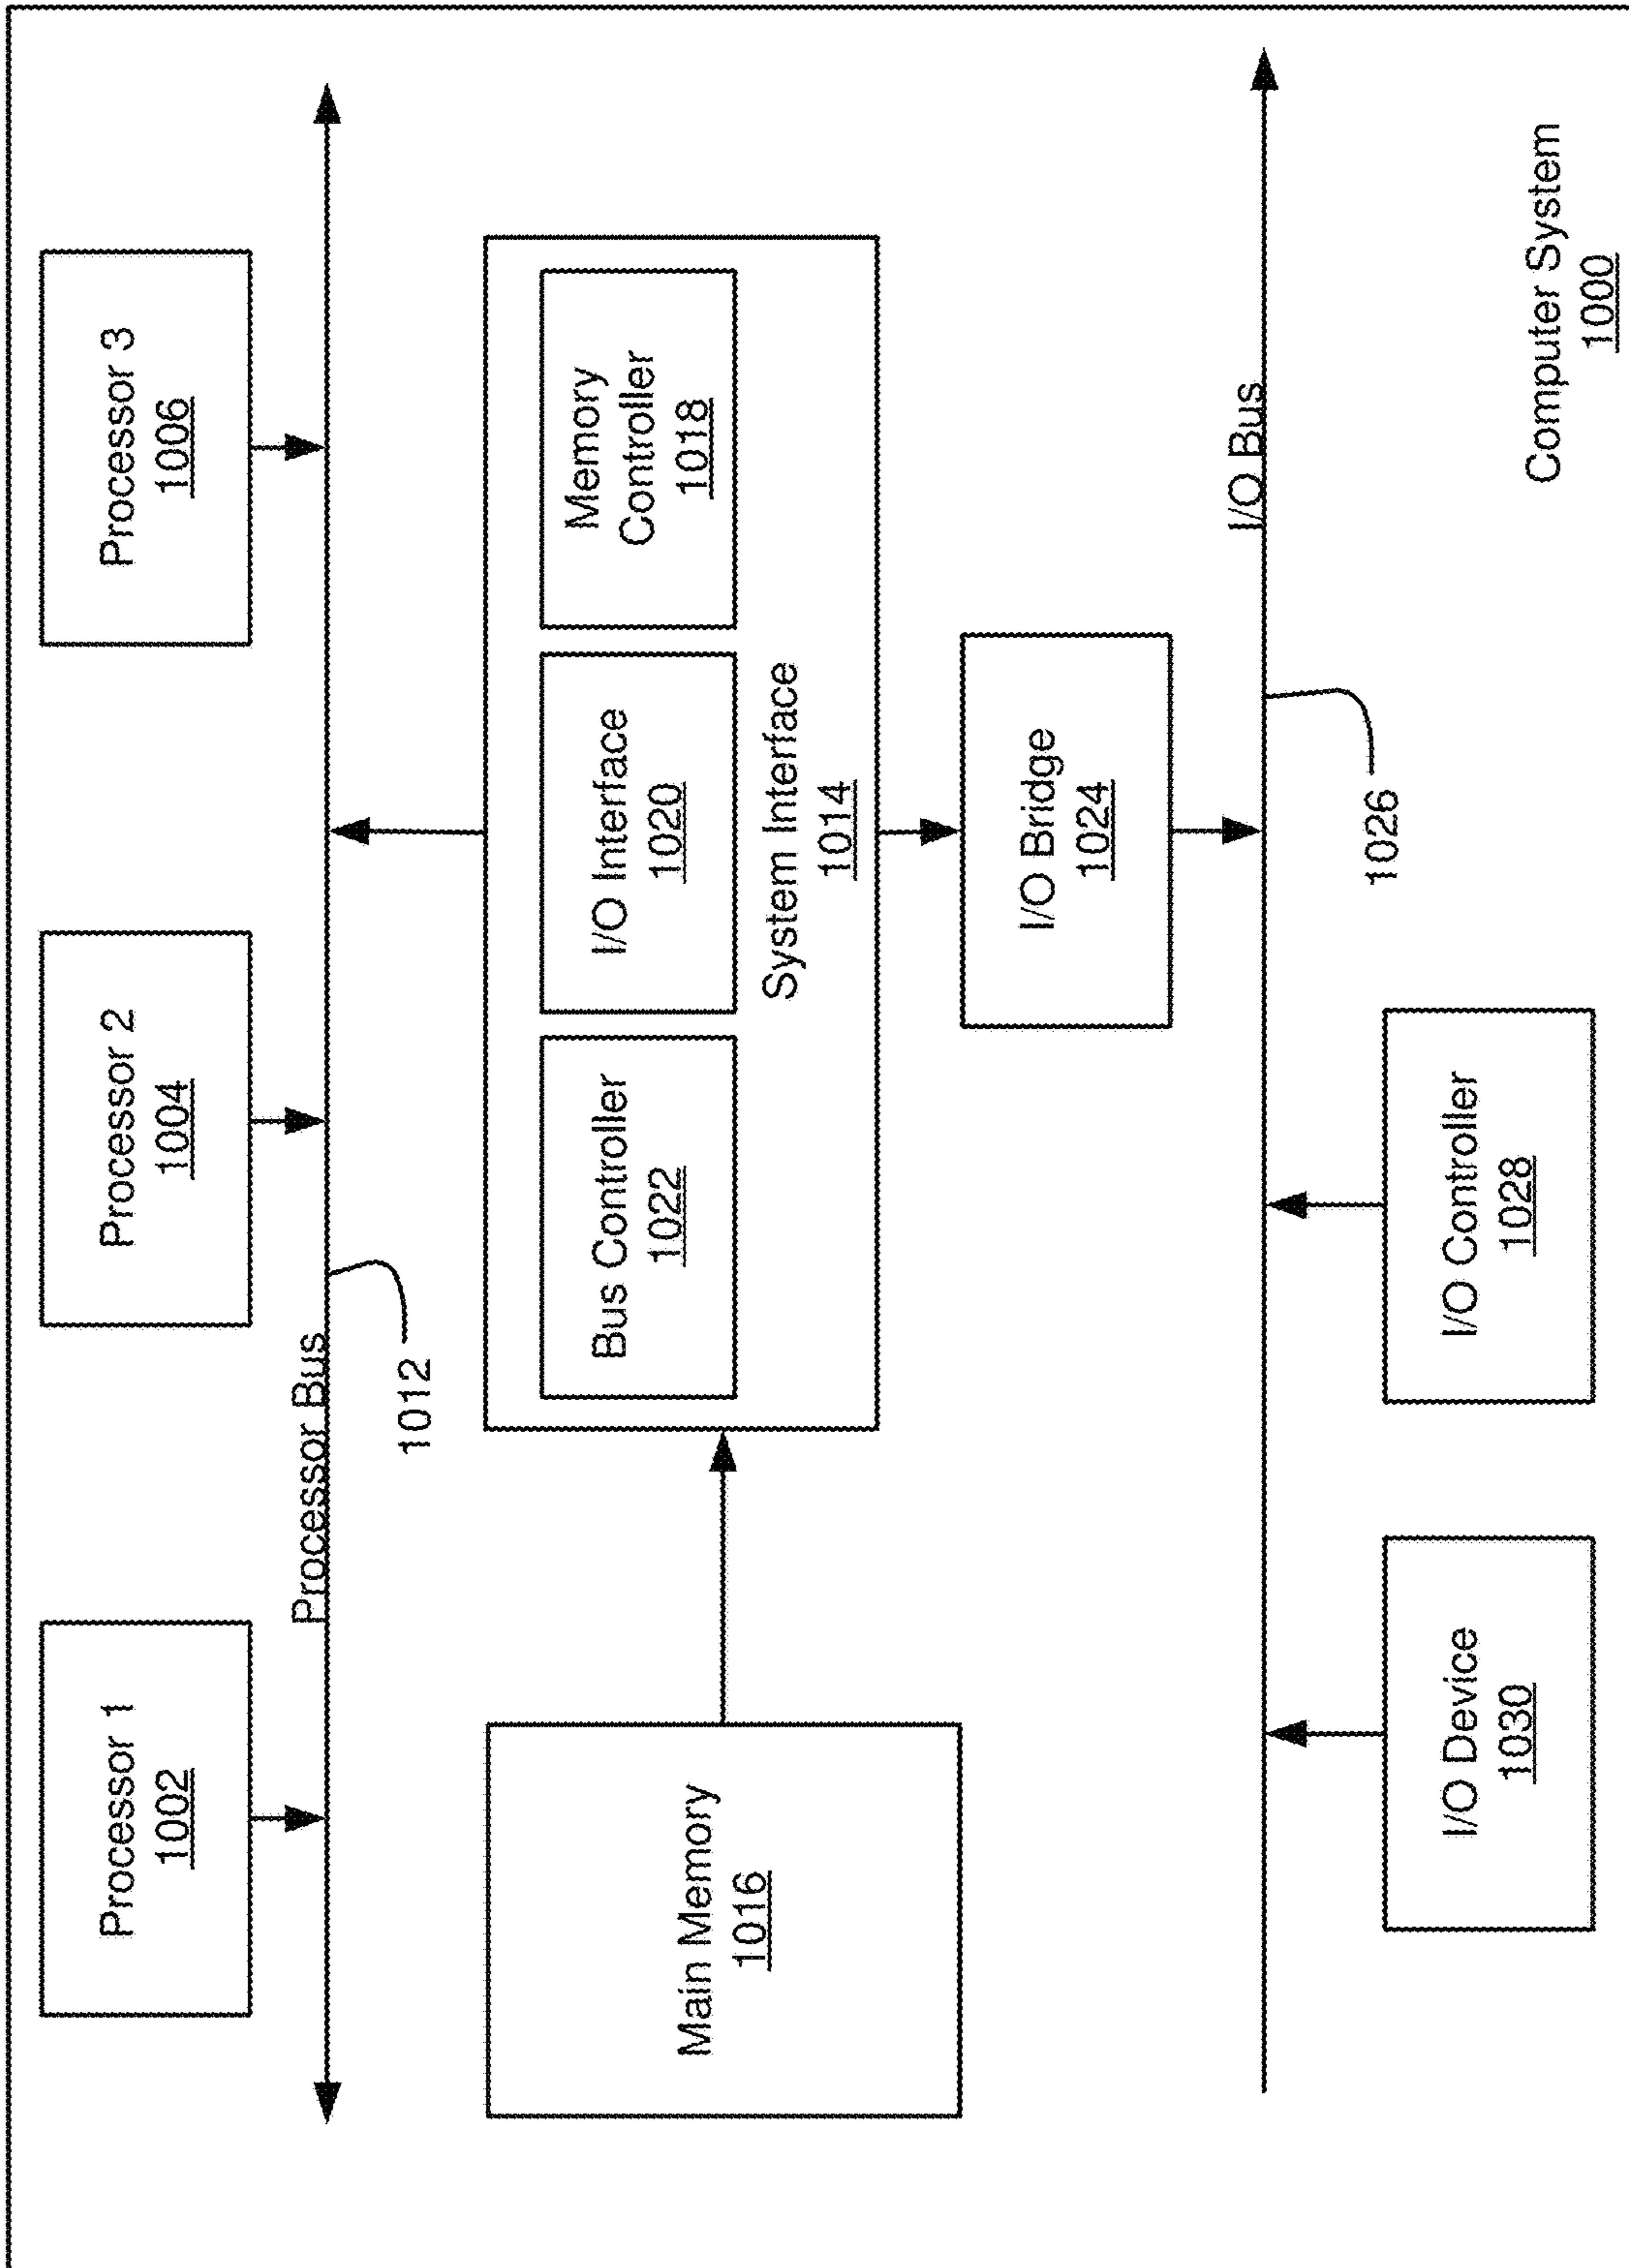 Processor 1
1002
Processor 2
1004
Processor 3
1006
Processor Bus
1012
Main Memory
1016
Bus Controller
1022
I/O Interface
1020
Memory
Controller
1018
System Interface
1014
I/O Bridge
1024
I/O Bus
1026
I/O Device
1030
I/O Controller
1028
Computer System
1000